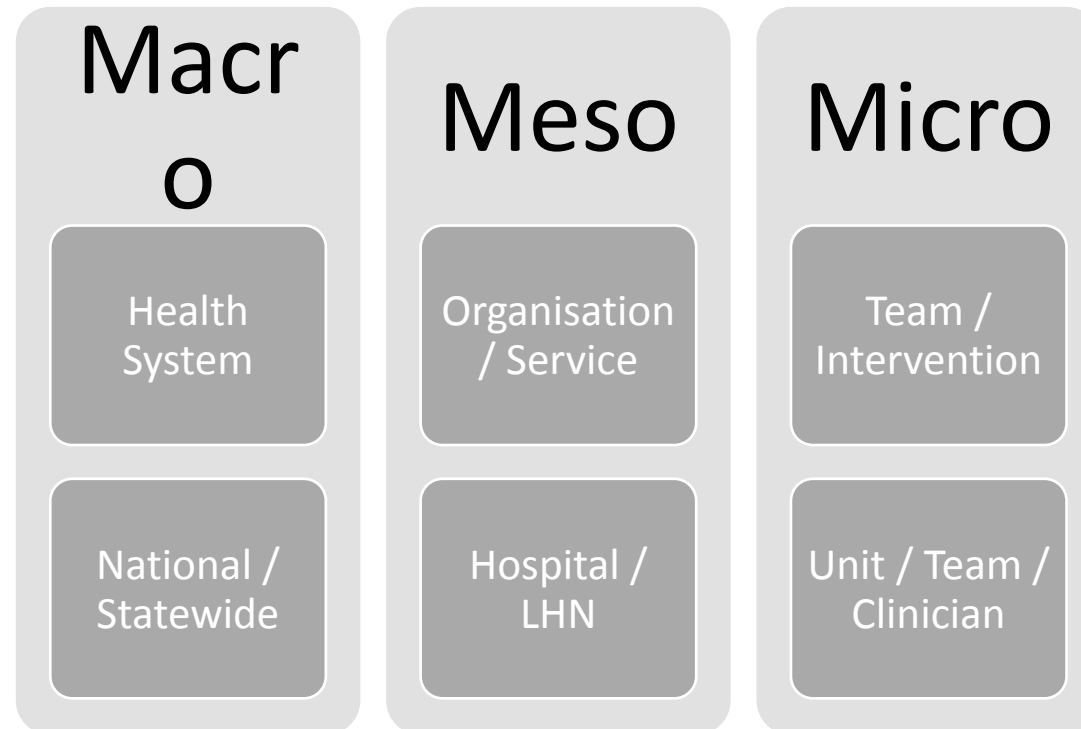 Macr
o
Health
System
National /
Statewide
Meso
Organisation
/ Service
Hospital /
LHN
Micro
Team /
Intervention
Unit / Team /
Clinician